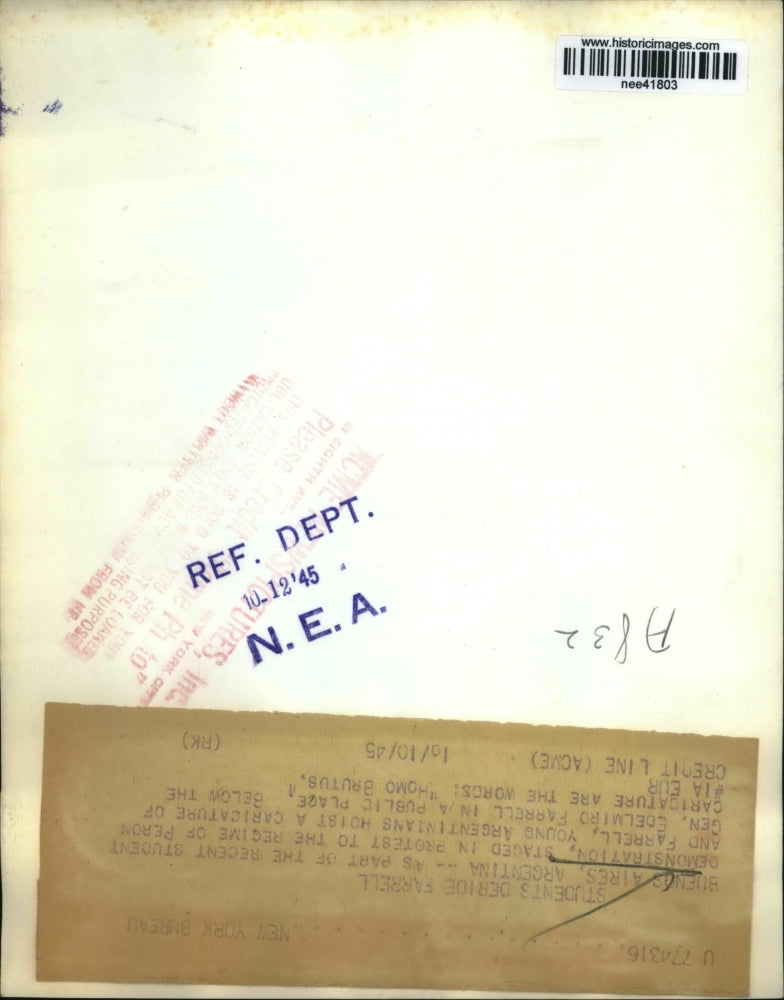 www.historicimages.com
nee41803
REF. DEPT.
10-12'45
N. E. A.
A832
U 774316 NEW YORK BUREAU
STUDENTS DERIDE FARRELL
BUENOS AIRES, ARGENTINA -- AS PART OF THE RECENT STUDENT
DEMONSTRATION, STAGED IN PROTEST TO THE REGIME OF PERON
AND FARRELL, YOUNG ARGENTINIANS HOIST A CARICATURE OF
GEN. EDELMIRO FARRELL IN A PUBLIC PLACE. BELOW THE
CARICATURE ARE THE WORDS: "HOMO BRUTUS."
#IA EUR
CREDIT LINE (ACME) 10/10/45 (RK)